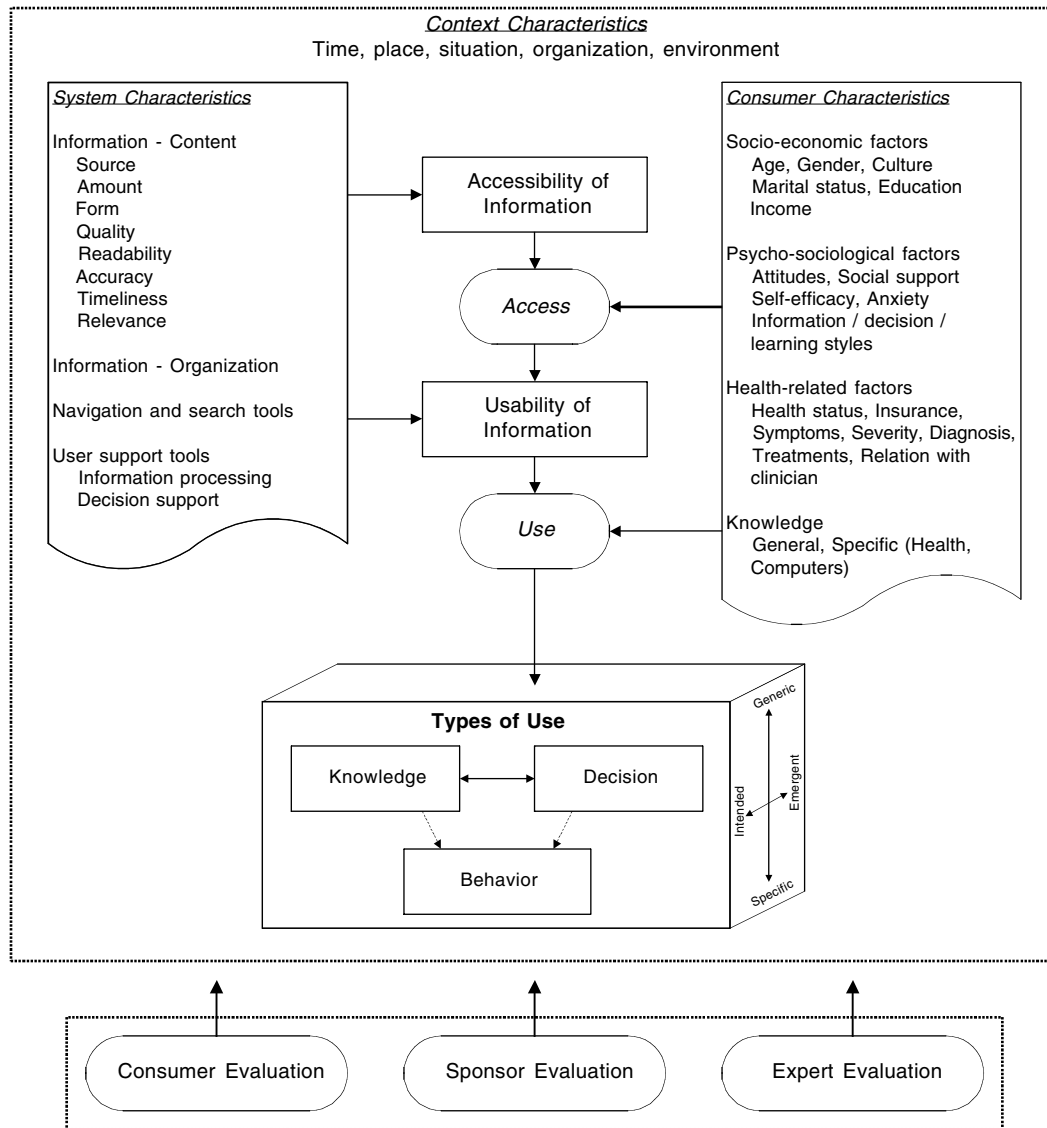 Context Characteristics
Time, place, situation, organization, environment
System Characteristics
Information - Content
Source
Amount
Form
Quality
Readability
Accuracy
Timeliness
Relevance
Information - Organization
Navigation and search tools
User support tools
Information processing
Decision support
Accessibility of
Information
Access
Usability of
Information
Use
Consumer Characteristics
Socio-economic factors
Age, Gender, Culture
Marital status, Education
Income
Psycho-sociological factors
Attitudes, Social support
Self-efficacy, Anxiety
Information / decision /
learning styles
Health-related factors
Health status, Insurance,
Symptoms, Severity, Diagnosis,
Treatments, Relation with
clinician
Knowledge
General, Specific (Health,
Computers)
Types of Use
Knowledge
Decision
Behavior
Generic
Intended
Emergent
Specific
Consumer Evaluation
Sponsor Evaluation
Expert Evaluation